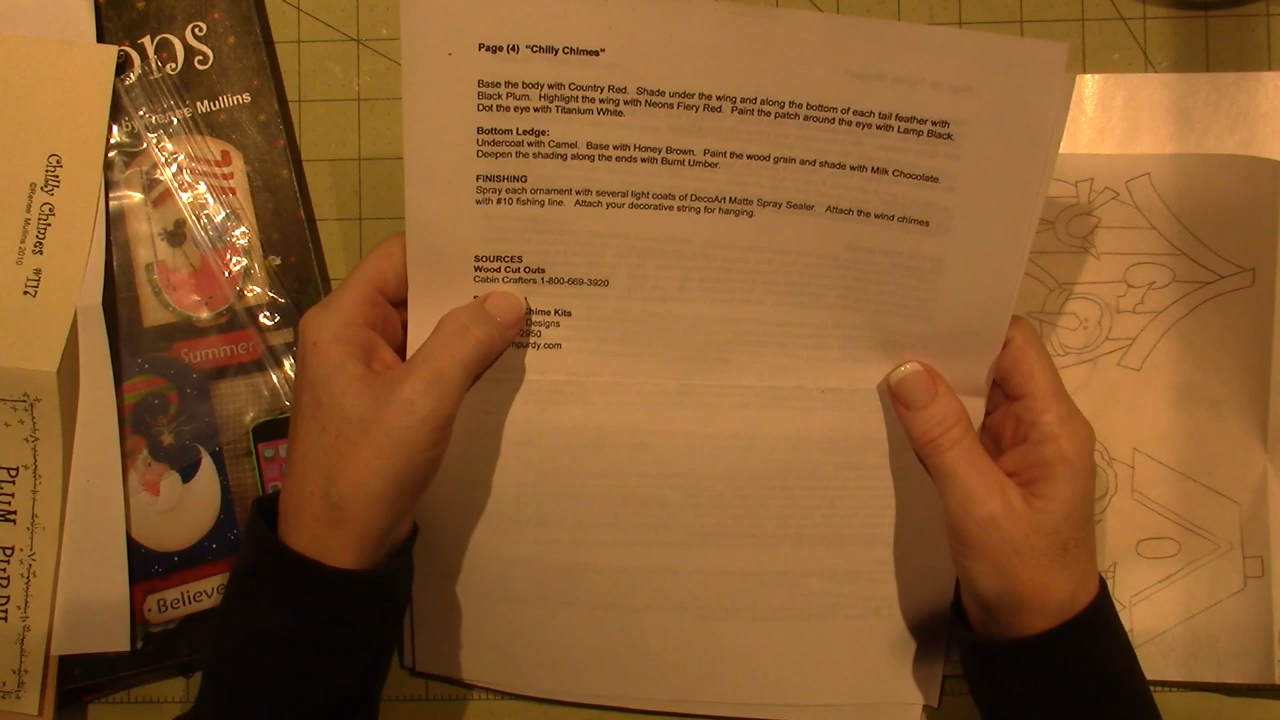 Page (4) "Chilly Chimes"
Base the body with Country Red. Shade under the wing and along the bottom of each tail feather with
Black Plum. Highlight the wing with Neons Fiery Red. Paint the patch around the eye with Lamp Black.
Dot the eye with Titanium White.
Bottom Ledge:
Undercoat with Camel. Base with Honey Brown. Paint the wood grain and shade with Milk Chocolate.
Deepen the shading along the ends with Burnt Umber.
FINISHING
Spray each ornament with several light coats of DecoArt Matte Spray Sealer. Attach the wind chimes
with #10 fishing line. Attach your decorative string for hanging.
SOURCES
Wood Cut Outs
Cabin Crafters 1-800-669-3920
Kits
Designs
2950
purdy.com
by Renee Mullins
Summer
Believe
Chilly Chimes #117
©Renee Mullins 2010
PLUM PURDY